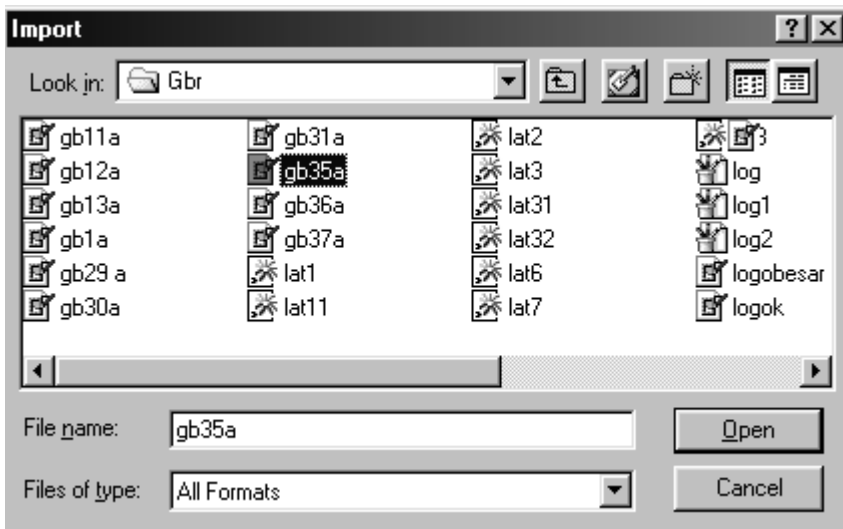 Import
Look in: Gbr
gb11a gb31a lat2 3
gb12a gb35a lat3 log
gb13a gb36a lat31 log1
gb1a gb37a lat32 log2
gb29 a lat1 lat6 logobesar
gb30a lat11 lat7 logok
File name: gb35a Open
Files of type: All Formats Cancel